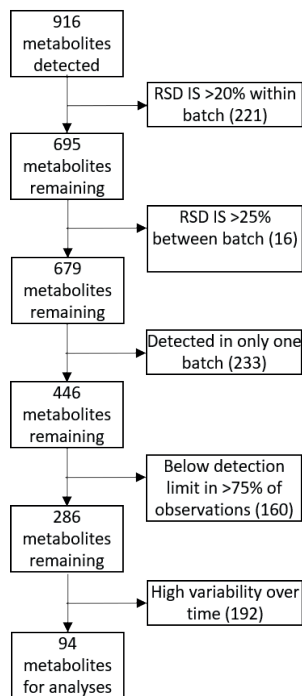 916
metabolites
detected
RSD IS >20% within
batch (221)
695
metabolites
remaining
RSD IS >25%
between batch (16)
679
metabolites
remaining
Detected in only one
batch (233)
446
metabolites
remaining
Below detection
limit in >75% of
observations (160)
286
metabolites
remaining
High variability over
time (192)
94
metabolites
for analyses